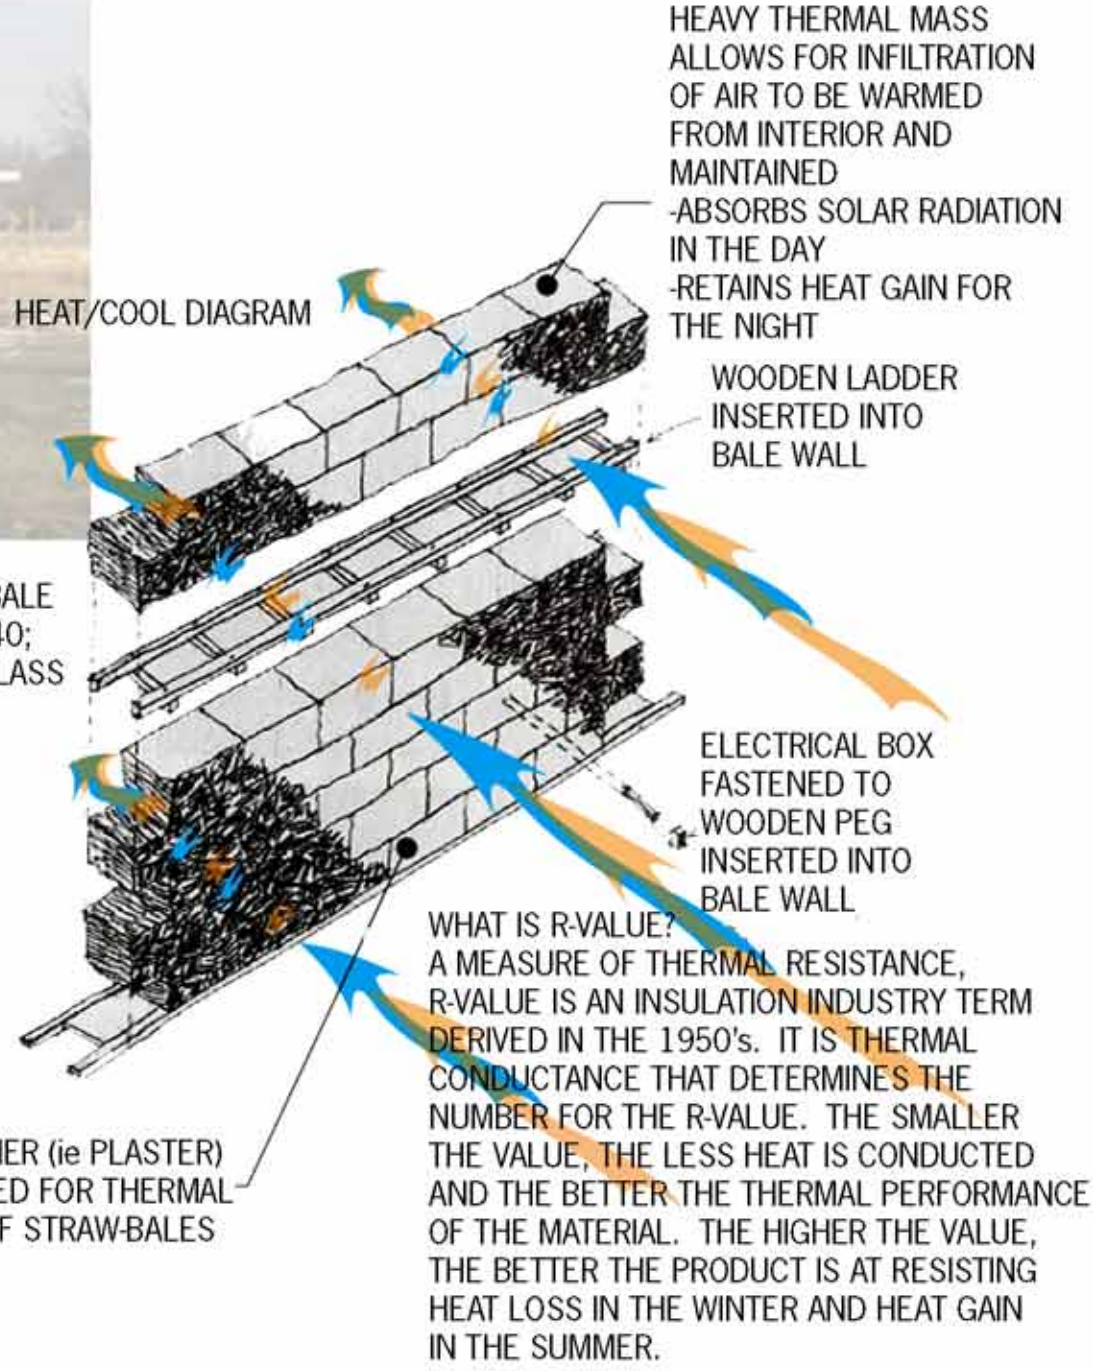 HEAVY THERMAL MASS
ALLOWS FOR INFILTRATION
OF AIR TO BE WARMED
FROM INTERIOR AND
MAINTAINED
-ABSORBS SOLAR RADIATION
IN THE DAY
-RETAINS HEAT GAIN FOR
THE NIGHT
HEAT/COOL DIAGRAM
WOODEN LADDER
INSERTED INTO
BALE WALL
BALE
40;
LASS
ELECTRICAL BOX
FASTENED TO
WOODEN PEG
INSERTED INTO
BALE WALL
WHAT IS R-VALUE?
A MEASURE OF THERMAL RESISTANCE,
R-VALUE IS AN INSULATION INDUSTRY TERM
DERIVED IN THE 1950's. IT IS THERMAL
CONDUCTANCE THAT DETERMINES THE
NUMBER FOR THE R-VALUE. THE SMALLER
THE VALUE, THE LESS HEAT IS CONDUCTED
AND THE BETTER THE THERMAL PERFORMANCE
OF THE MATERIAL. THE HIGHER THE VALUE,
THE BETTER THE PRODUCT IS AT RESISTING
HEAT LOSS IN THE WINTER AND HEAT GAIN
IN THE SUMMER.
HER (ie PLASTER)
ED FOR THERMAL
F STRAW-BALES